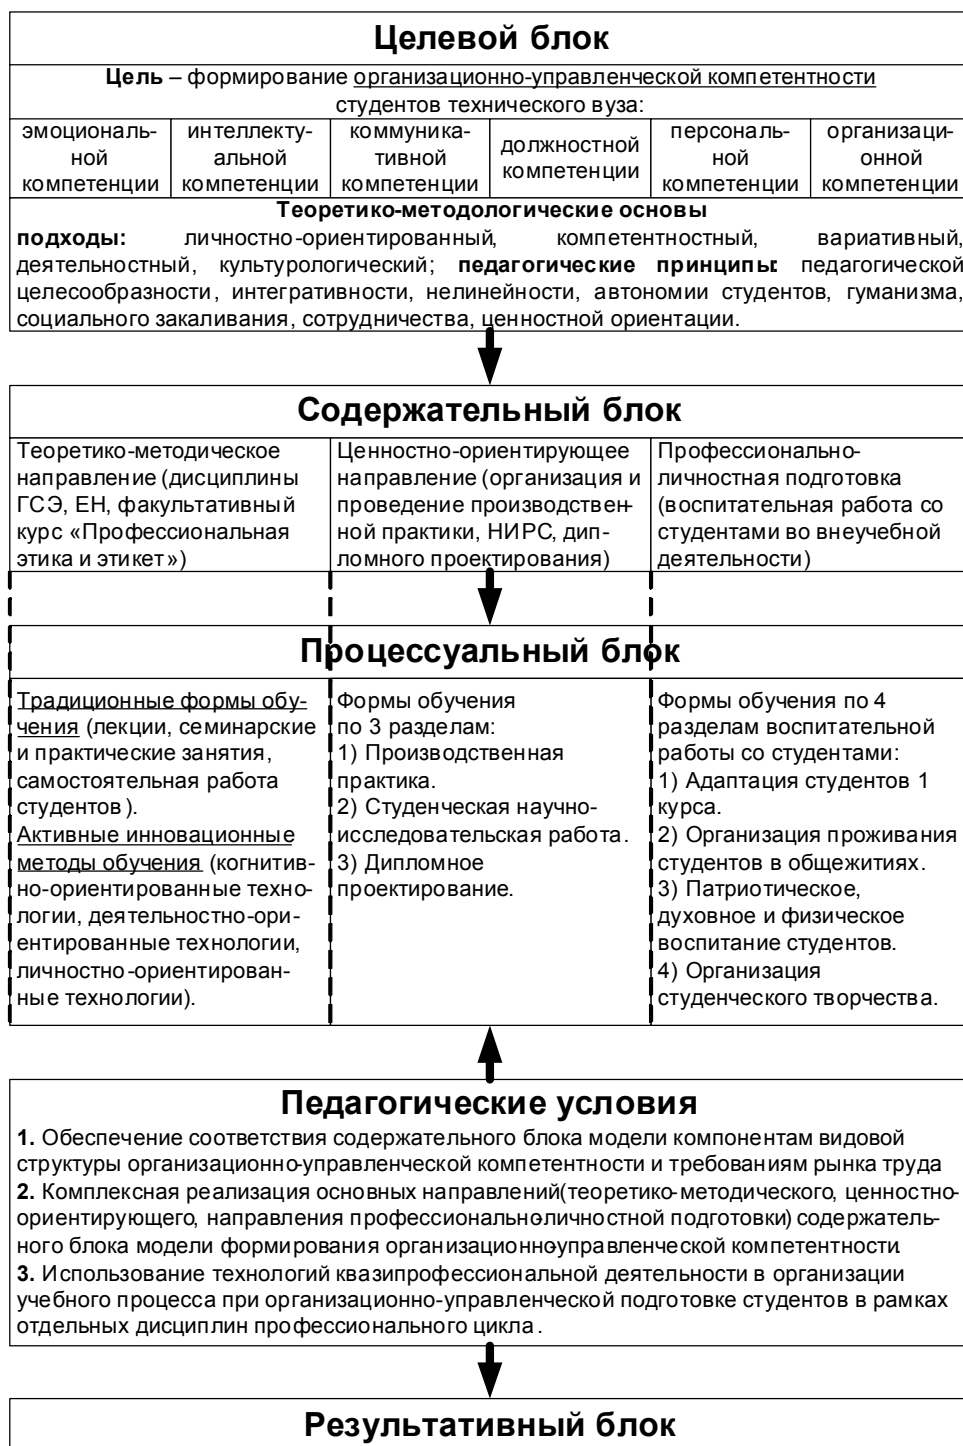 Целевой блок
Цель – формирование организационно-управленческой компетентности
студентов технического вуза:
эмоциональ-
ной
компетенции
интеллекту-
альной
компетенции
коммуника-
тивной
компетенции
должностной
компетенции
персональ-
ной
компетенции
организаци-
онной
компетенции
Теоретико-методологические основы
подходы: личностно-ориентированный, компетентностный, вариативный,
деятельностный, культурологический; педагогические принципы: педагогической
целесообразности, интегративности, нелинейности, автономии студентов, гуманизма,
социального закаливания, сотрудничества, ценностной ориентации.
Содержательный блок
Теоретико-методическое
направление (дисциплины
ГСЭ, ЕН, факультативный
курс «Профессиональная
этика и этикет»)
Ценностно-ориентирующее
направление (организация и
проведение производствен-
ной практики, НИРС, дип-
ломного проектирования)
Профессионально-
личностная подготовка
(воспитательная работа со
студентами во внеучебной
деятельности)
Процессуальный блок
Традиционные формы обу-
чения (лекции, семинарские
и практические занятия,
самостоятельная работа
студентов).
Активные инновационные
методы обучения (когнитив-
но-ориентированные техно-
логии, деятельностно-ори-
ентированные технологии,
личностно-ориентирован-
ные технологии).
Формы обучения
по 3 разделам:
1) Производственная
практика.
2) Студенческая научно-
исследовательская работа.
3) Дипломное
проектирование.
Формы обучения по 4
разделам воспитательной
работы со студентами:
1) Адаптация студентов 1
курса.
2) Организация проживания
студентов в общежитиях.
3) Патриотическое,
духовное и физическое
воспитание студентов.
4) Организация
студенческого творчества.
Педагогические условия
1. Обеспечение соответствия содержательного блока модели компонентам видовой
структуры организационно-управленческой компетентности и требованиям рынка труда
2. Комплексная реализация основных направлений(теоретико-методического, ценностно-
ориентирующего, направления профессионально-личностной подготовки) содержатель-
ного блока модели формирования организационно-управленческой компетентности.
3. Использование технологий квазипрофессиональной деятельности в организации
учебного процесса при организационно-управленческой подготовке студентов в рамках
отдельных дисциплин профессионального цикла.
Результативный блок